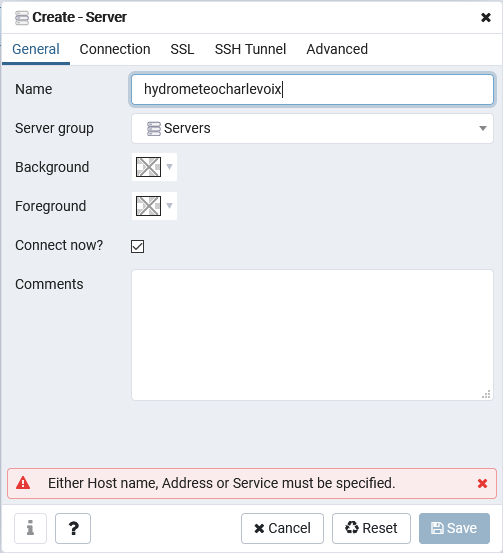 Create - Server
General Connection SSL SSH Tunnel Advanced
Name hydrometeocharlevoix
Server group Servers
Background
Foreground
Connect now?
Comments
Either Host name, Address or Service must be specified.
i ? Cancel Reset Save